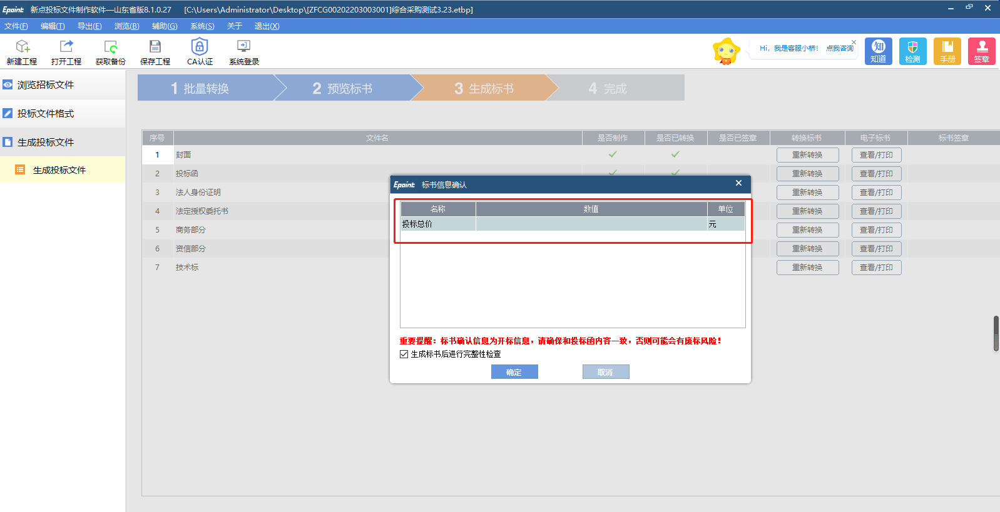 Epoint 新点投标文件制作软件—山东省版8.1.0.27 [C:\Users\Administrator\Desktop\[ZFCG00202203003001]综合采购测试3.23.etbp]
文件(F) 编辑(T) 导出(E) 浏览(B) 辅助(G) 系统(S) 关于 退出(X)
新建工程 打开工程 获取备份 保存工程 CA认证 系统登录
Hi，我是客服小桥！ 点我咨询
知
知道 检测 手册 签章
浏览招标文件
投标文件格式
生成投标文件
生成投标文件
1 批量转换 2 预览标书 3 生成标书 4 完成
序号 文件名 是否制作 是否已转换 是否已签章 转换标书 电子标书 标书签章
1 封面 重新转换 查看/打印
2 投标函 重新转换 查看/打印
3 法人身份证明 重新转换 查看/打印
4 法定授权委托书 重新转换 查看/打印
5 商务部分 重新转换 查看/打印
6 资信部分 重新转换 查看/打印
7 技术标 重新转换 查看/打印
Epoint 标书信息确认
名称 数值 单位
投标总价 元
重要提醒：标书确认信息为开标信息，请确保和投标函内容一致，否则可能会有废标风险！
生成标书后进行完整性检查
确定 取消